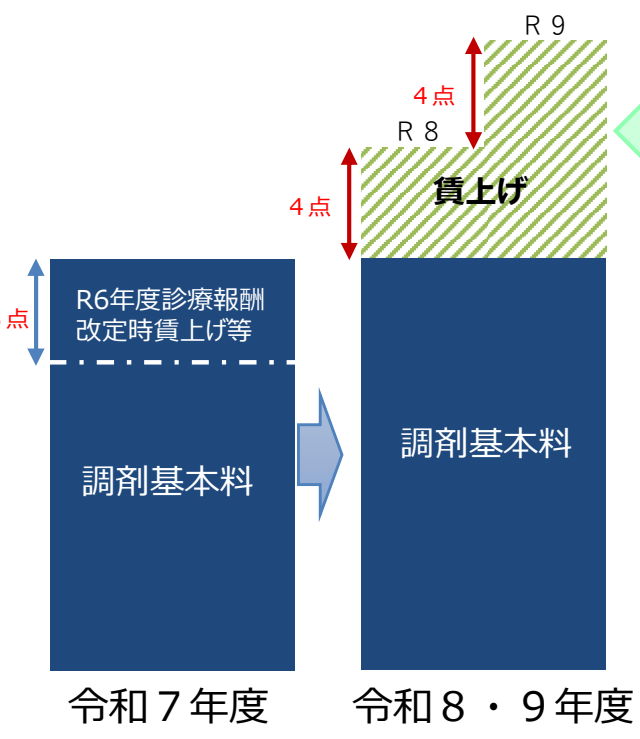 R 9
4点
R 8
4点
賃上げ
点
R6年度診療報酬
改定時賃上げ等
調剤基本料
調剤基本料
令和７年度
令和８・９年度